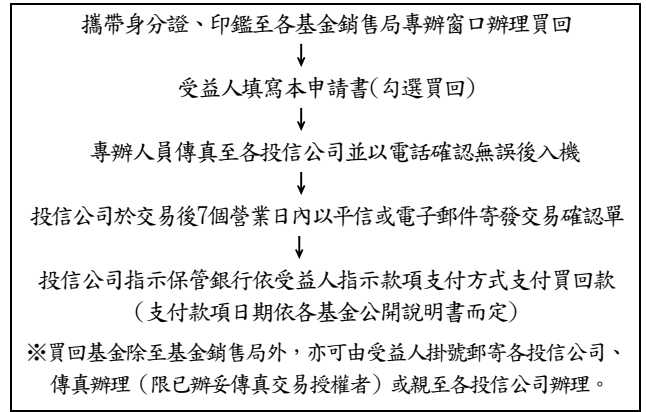 攜帶身分證、印鑑至各基金銷售局專辦窗口辦理買回
↓
受益人填寫本申請書(勾選買回)
↓
專辦人員傳真至各投信公司並以電話確認無誤後入機
↓
投信公司於交易後7個營業日內以平信或電子郵件寄發交易確認單
↓
投信公司指示保管銀行依受益人指示款項支付方式支付買回款
(支付款項日期依各基金公開說明書而定)
※買回基金除至基金銷售局外，亦可由受益人掛號郵寄各投信公司、
傳真辦理（限已辦妥傳真交易授權者）或親至各投信公司辦理。